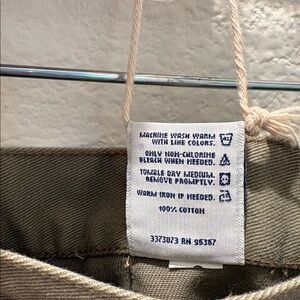 MACHINE WASH WARM
WITH LIKE COLORS.
ONLY NON-CHLORINE
BLEACH WHEN NEEDED.
TUMBLE DRY MEDIUM.
REMOVE PROMPTLY.
WARM IRON IF NEEDED.
100% COTTON
3373073 RN 95387